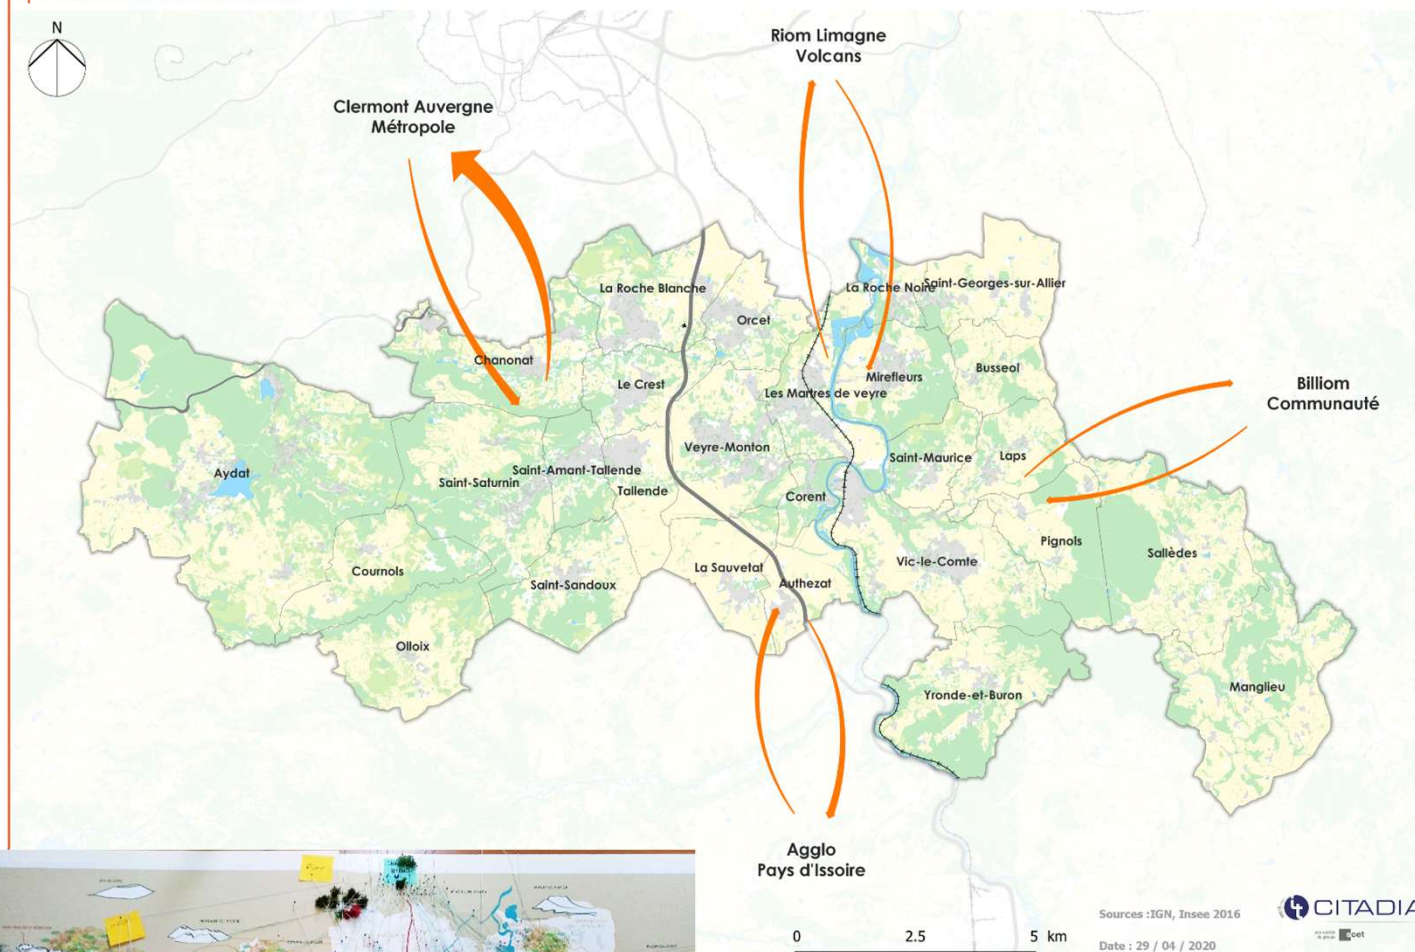 N
Riom Limagne
Volcans
Clermont Auvergne
Métropole
La Roche Blanche
La Roche Noire
Saint-Georges-sur-Allier
Orcet
Chanonat
Le Crest
Mirefleurs
Busseol
Les Martres de veyre
Billiom
Communauté
Veyre-Monton
Saint-Maurice
Laps
Aydat
Saint-Amant-Tallende
Saint-Saturnin
Tallende
Corent
Pignols
Sallèdes
Cournols
La Sauvetat
Vic-le-Comte
Saint-Sandoux
Authezat
Olloix
Yronde-et-Buron
Manglieu
Agglo
Pays d'Issoire
Sources :IGN, Insee 2016
CITADIA
0 2.5 5 km
Date : 29 / 04 / 2020